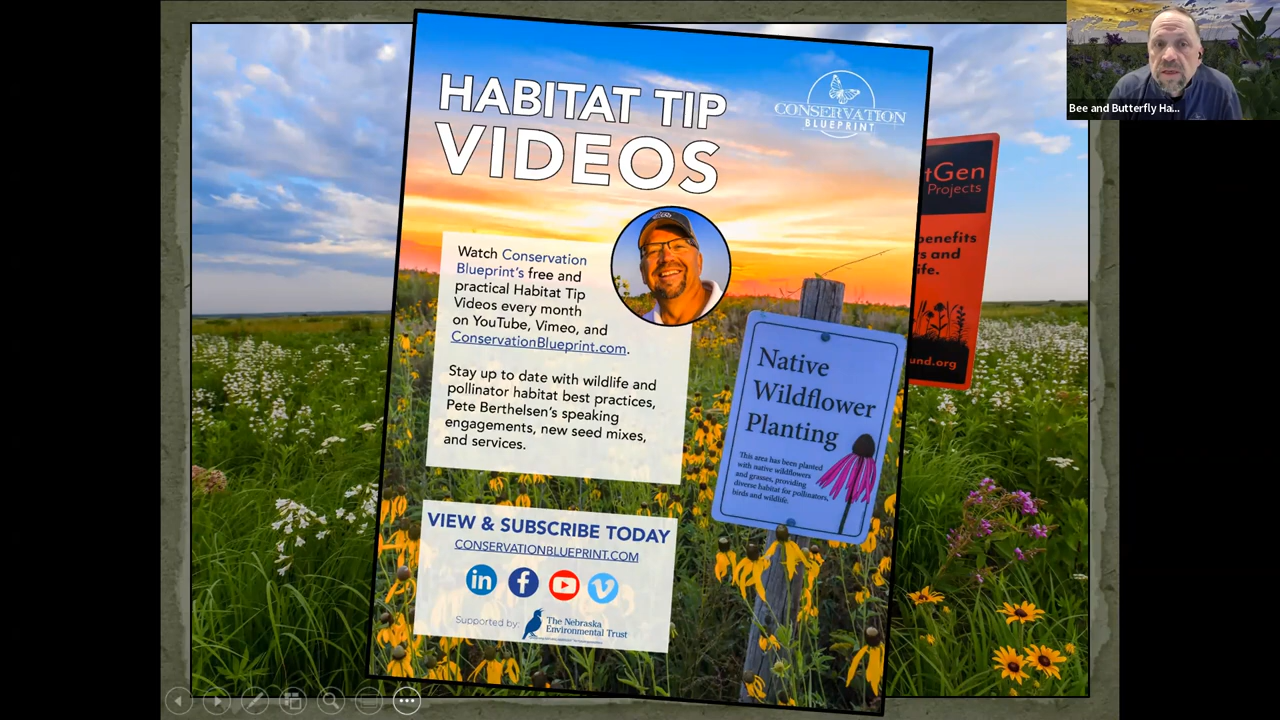 HABITAT TIP
VIDEOS
CONSERVATION
BLUEPRINT
Watch Conservation
Blueprint's free and
practical Habitat Tip
Videos every month
on YouTube, Vimeo, and
ConservationBlueprint.com.
Stay up to date with wildlife and
pollinator habitat best practices,
Pete Berthelsen's speaking
engagements, new seed mixes,
and services.
VIEW & SUBSCRIBE TODAY
CONSERVATIONBLUEPRINT.COM
in f v
Supported by:
The Nebraska
Environmental Trust
Native
Wildflower
Planting
This area has been planted
with native wildflowers
and grasses, providing
diverse habitat for pollinators,
birds and wildlife.
tGen
Projects
benefits
s and
ife.
und.org
Bee and Butterfly Ha...